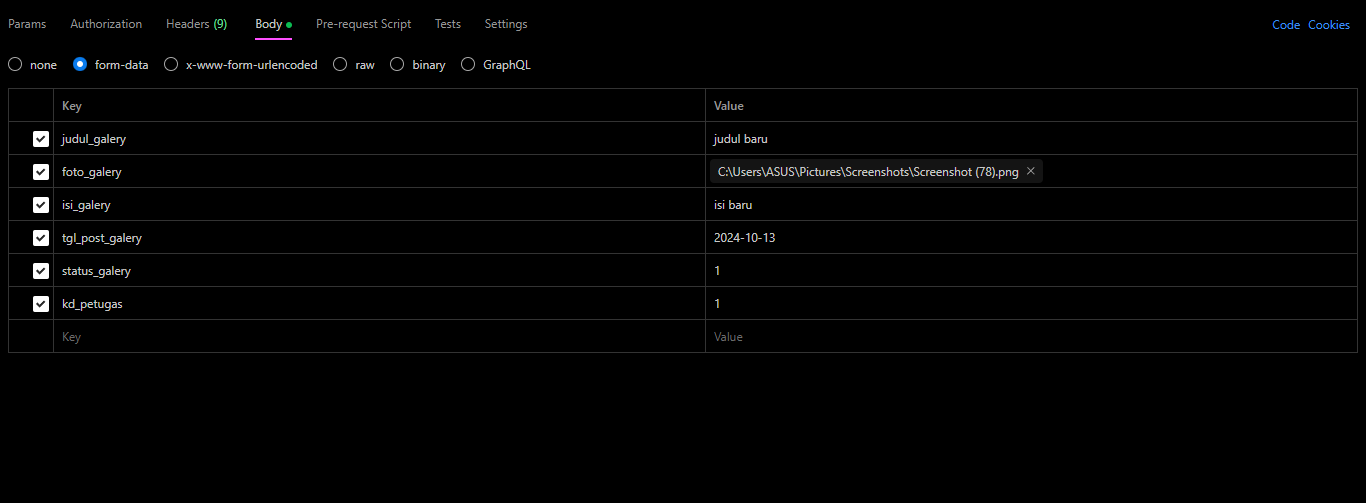 Params Authorization Headers (9) Body Pre-request Script Tests Settings Code Cookies
none form-data x-www-form-urlencoded raw binary GraphQL
Key Value
judul_galery judul baru
foto_galery C:\Users\ASUS\Pictures\Screenshots\Screenshot (78).png
isi_galery isi baru
tgl_post_galery 2024-10-13
status_galery 1
kd_petugas 1
Key Value